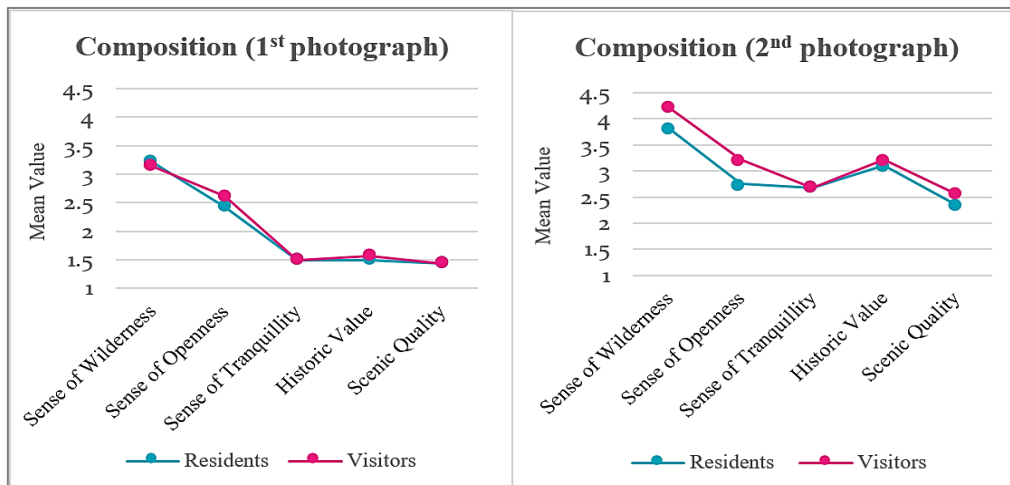 Composition (1st photograph)
Mean Value
4.5
4
3.5
3
2.5
2
1.5
1
Sense of Wilderness
Sense of Openness
Sense of Tranquillity
Historic Value
Scenic Quality
Residents
Visitors
Composition (2nd photograph)
Mean Value
4.5
4
3.5
3
2.5
2
1.5
1
Sense of Wilderness
Sense of Openness
Sense of Tranquillity
Historic Value
Scenic Quality
Residents
Visitors